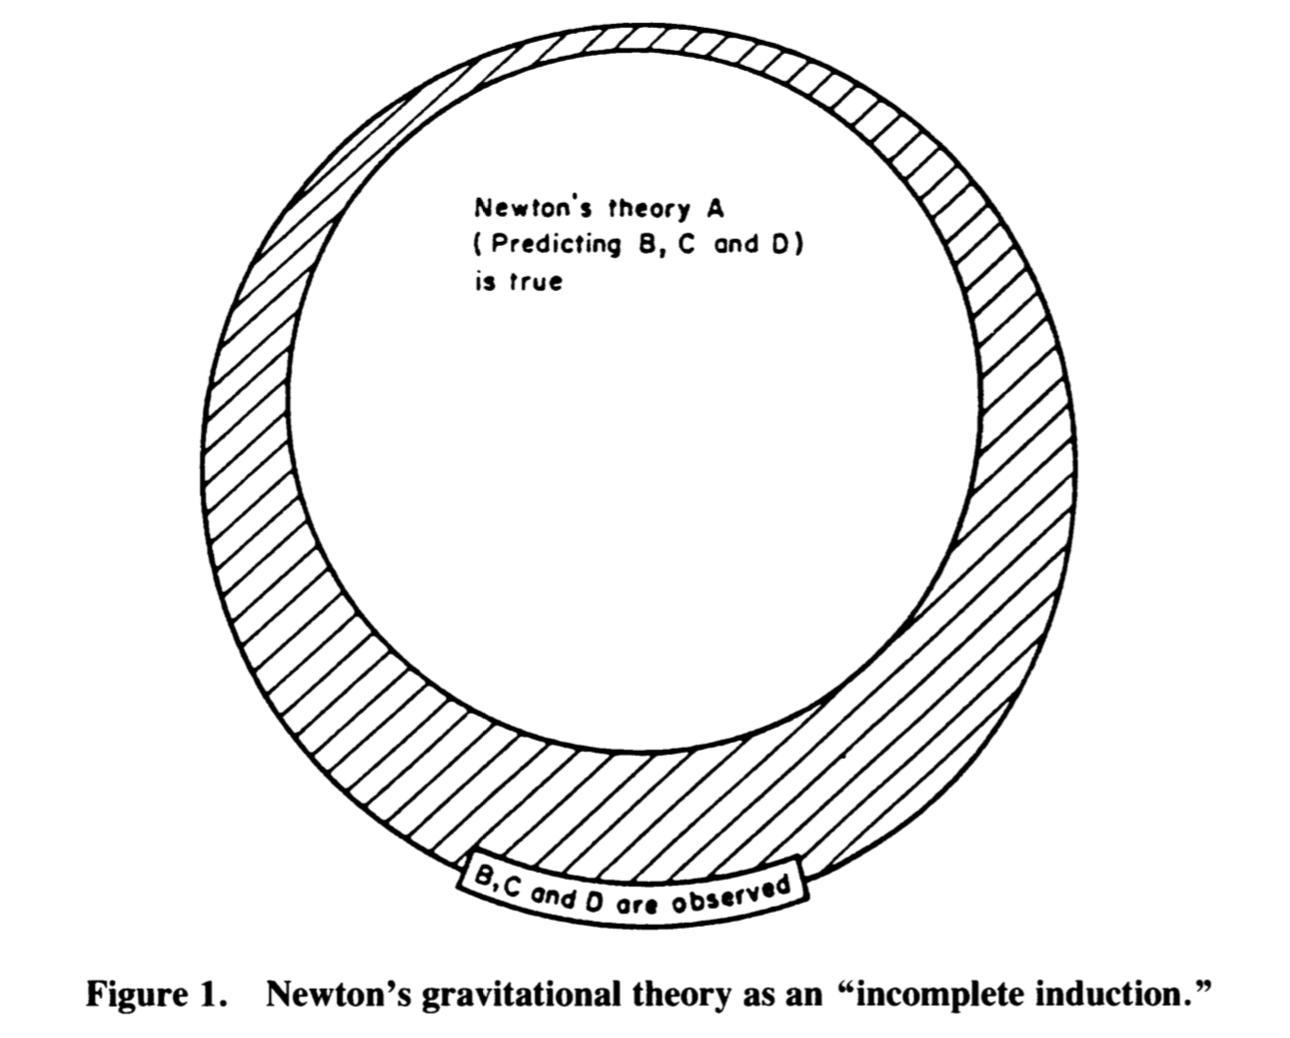 Newton's theory A
(Predicting B, C and D)
is true
B, C and D are observed
Figure 1. Newton's gravitational theory as an “incomplete induction.”